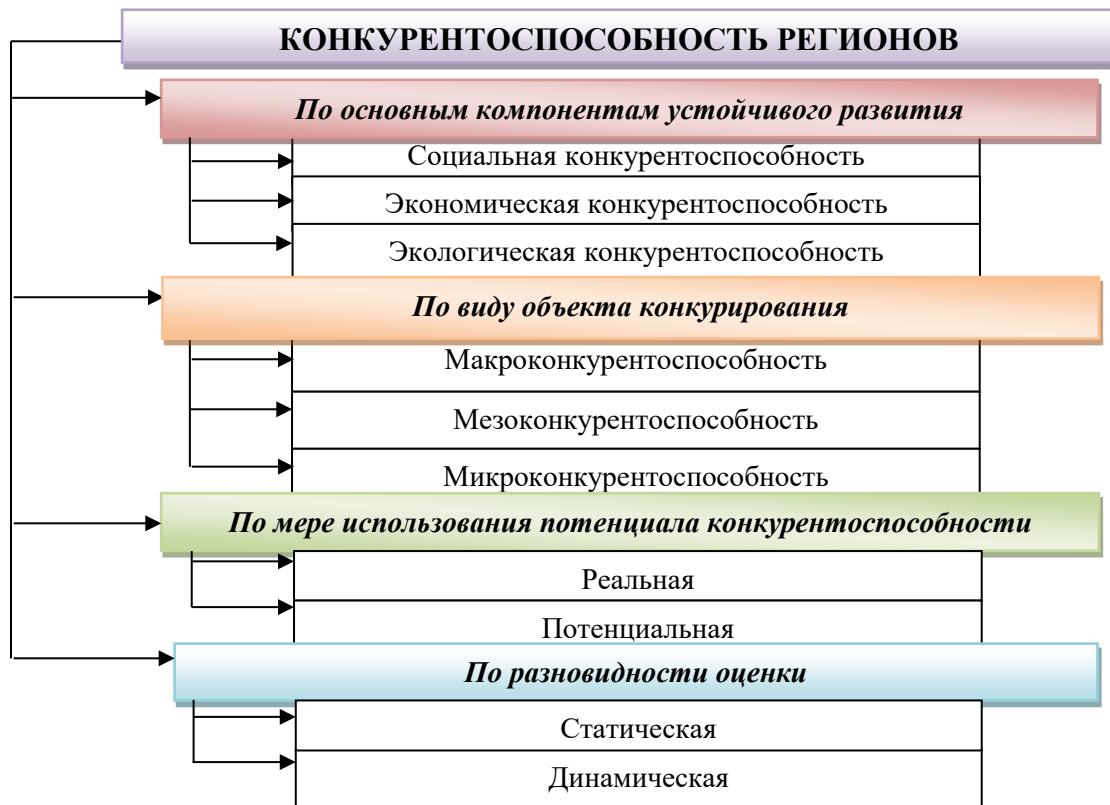 КОНКУРЕНТОСПОСОБНОСТЬ РЕГИОНОВ
По основным компонентам устойчивого развития
Социальная конкурентоспособность
Экономическая конкурентоспособность
Экологическая конкурентоспособность
По виду объекта конкурирования
Макроконкурентоспособность
Мезоконкурентоспособность
Микроконкурентоспособность
По мере использования потенциала конкурентоспособности
Реальная
Потенциальная
По разновидности оценки
Статическая
Динамическая